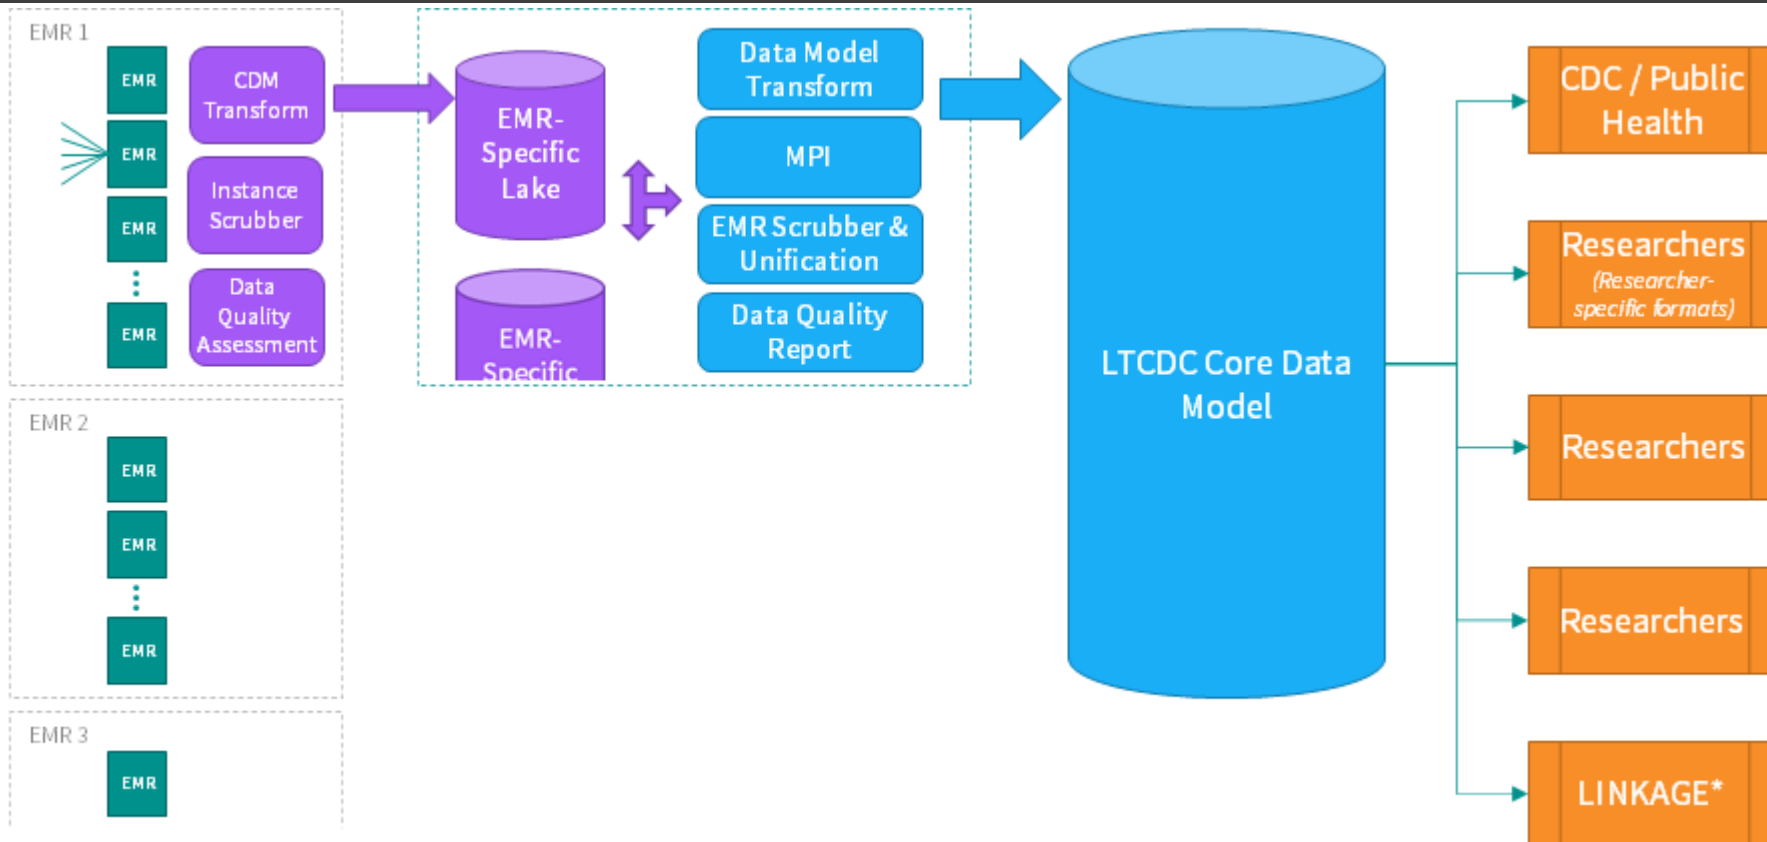 EMR 1
EMR
EMR
EMR
EMR
CDM
Transform
Instance
Scrubber
Data
Quality
Assessment
EMR-
Specific
Lake
EMR-
Specific
Data Model
Transform
MPI
EMR Scrubber &
Unification
Data Quality
Report
LTCDC Core Data
Model
CDC / Public
Health
Researchers
(Researcher-
specific formats)
Researchers
Researchers
LINKAGE*
EMR 2
EMR
EMR
EMR
EMR 3
EMR